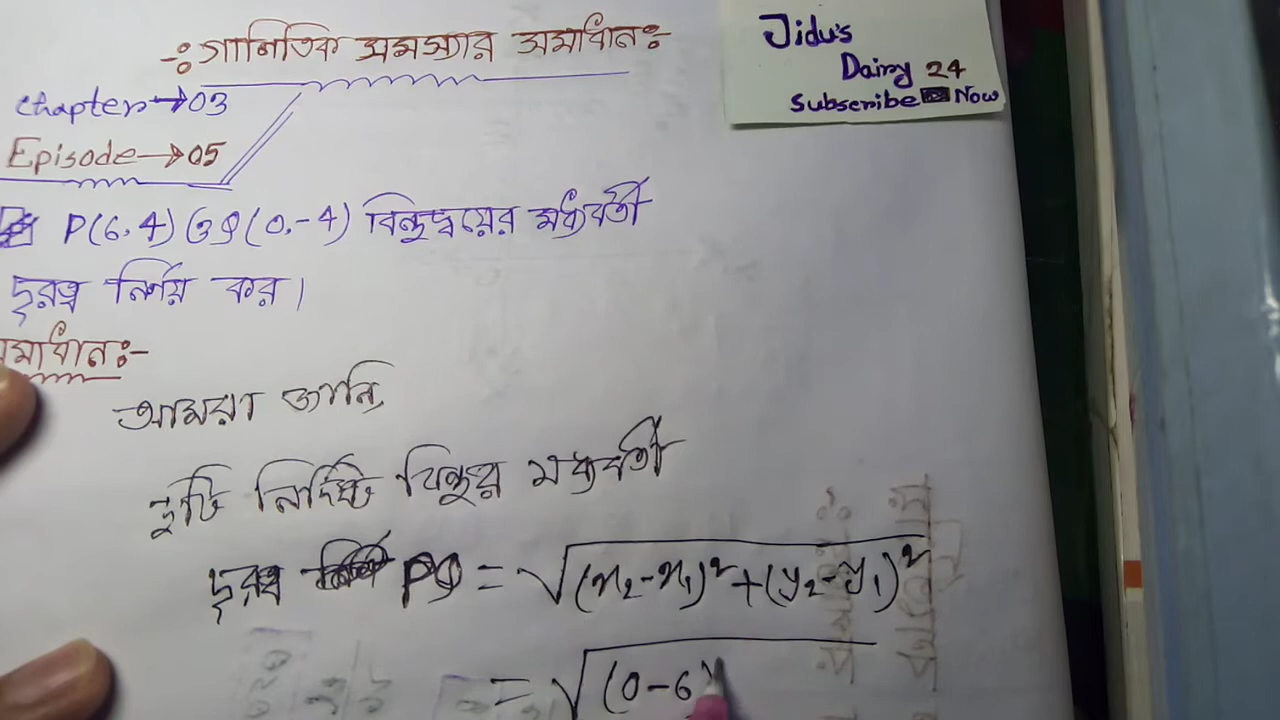 -ঃ গানিতিক সমস্যার সমাধানঃ-
Jidu's
Dairy 24
Subscribe Now
Chapter→03
Episode→05
P(6,4) ও Q(0,-4) বিন্দুদ্বয়ের মধ্যবর্তী
দূরত্ব নির্ণয় কর।
সমাধানঃ-
আমরা জানি,
দুটি নির্দিষ্ট বিন্দুর মধ্যবর্তী
দূরত্ব PQ = √(x₂-x₁)²+(y₂-y₁)²
= √(0-6)